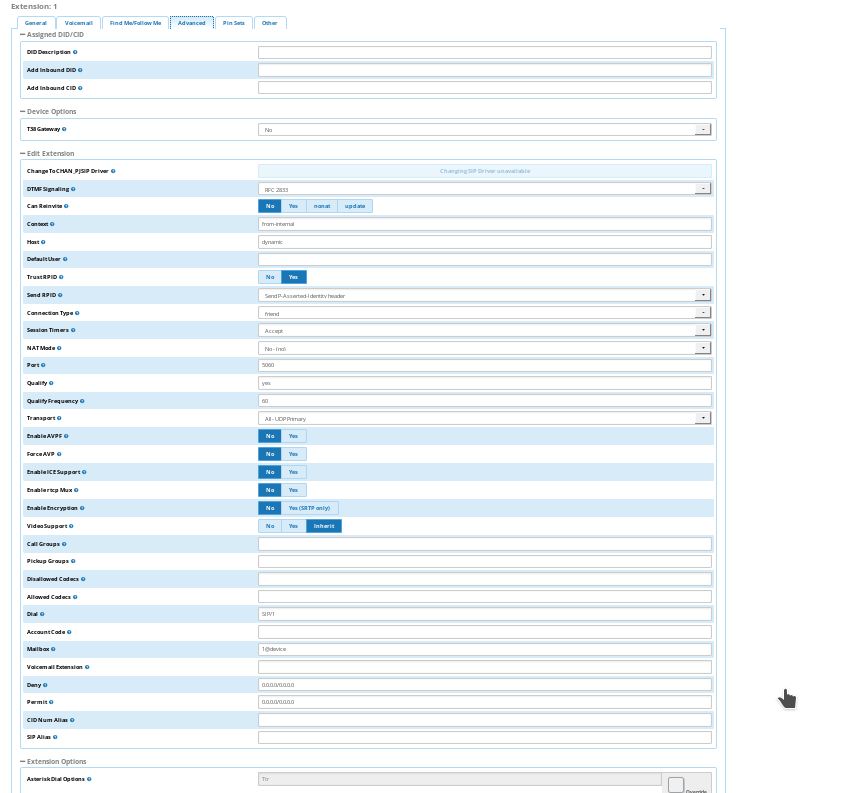 Extension: 1
General Voicemail Find Me/Follow Me Advanced Pin Sets Other
Assigned DID/CID
DID Description
Add Inbound DID
Add Inbound CID
Device Options
T38 Gateway No
Edit Extension
Change To CHAN_PJSIP Driver Changing SIP Driver unavailable
DTMF Signaling RFC 2833
Can Reinvite No Yes nonat update
Context from-internal
Host dynamic
Default User
Trust RPID No Yes
Send RPID Send P-Asserted-Identity header
Connection Type friend
Session Timers Accept
NAT Mode No - (no)
Port 5060
Qualify yes
Qualify Frequency 60
Transport All - UDP Primary
Enable AVPF No Yes
Force AVP No Yes
Enable ICE Support No Yes
Enable rtcp Mux No Yes
Enable Encryption No Yes (SRTP only)
Video Support No Yes Inherit
Call Groups
Pickup Groups
Disallowed Codecs
Allowed Codecs
Dial SIP/1
Account Code
Mailbox 1@device
Voicemail Extension
Deny 0.0.0.0/0.0.0.0
Permit 0.0.0.0/0.0.0.0
CID Num Alias
SIP Alias
Extension Options
Asterisk Dial Options Ttr Override